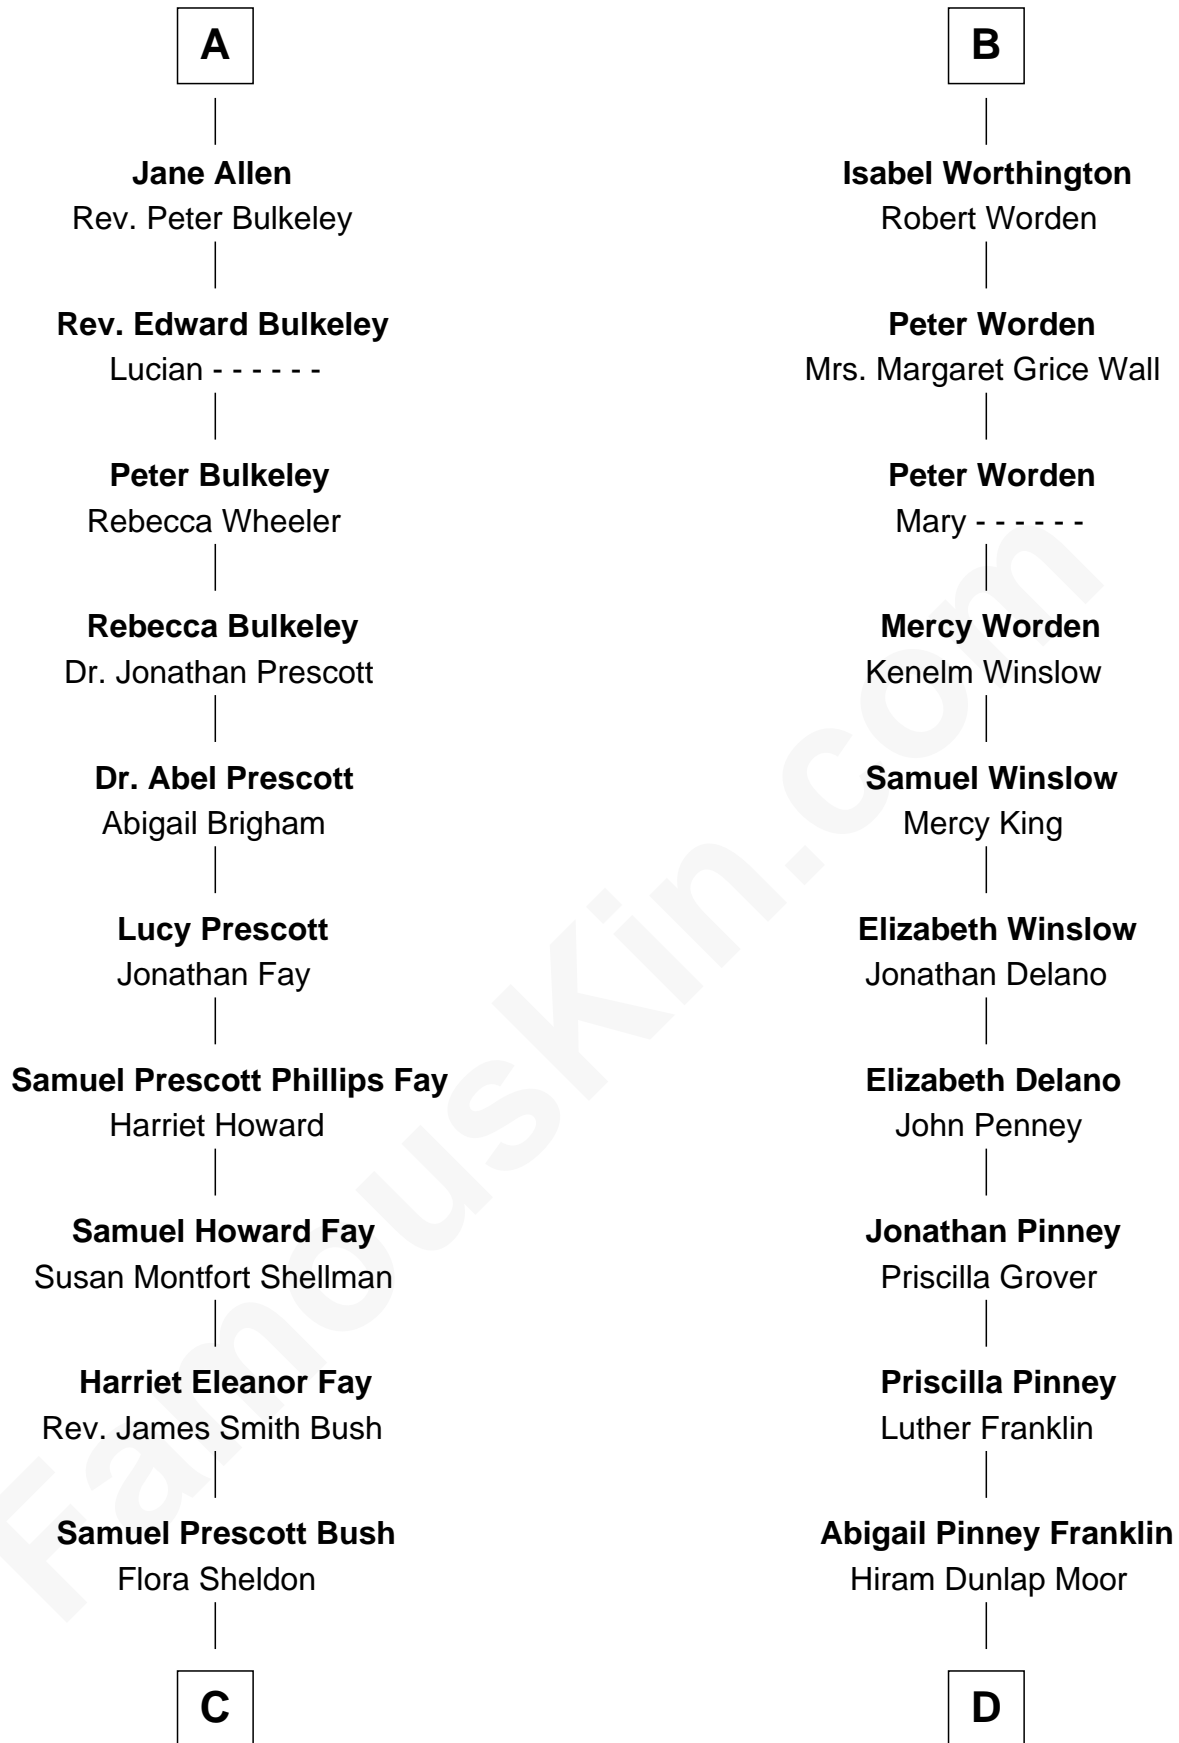 A
Jane Allen
Rev. Peter Bulkeley
Rev. Edward Bulkeley
Lucian - - - - - -
Peter Bulkeley
Rebecca Wheeler
Rebecca Bulkeley
Dr. Jonathan Prescott
Dr. Abel Prescott
Abigail Brigham
Lucy Prescott
Jonathan Fay
Samuel Prescott Phillips Fay
Harriet Howard
Samuel Howard Fay
Susan Montfort Shellman
Harriet Eleanor Fay
Rev. James Smith Bush
Samuel Prescott Bush
Flora Sheldon
C
B
Isabel Worthington
Robert Worden
Peter Worden
Mrs. Margaret Grice Wall
Peter Worden
Mary - - - - - -
Mercy Worden
Kenelm Winslow
Samuel Winslow
Mercy King
Elizabeth Winslow
Jonathan Delano
Elizabeth Delano
John Penney
Jonathan Pinney
Priscilla Grover
Priscilla Pinney
Luther Franklin
Abigail Pinney Franklin
Hiram Dunlap Moor
D
FamousKin.com